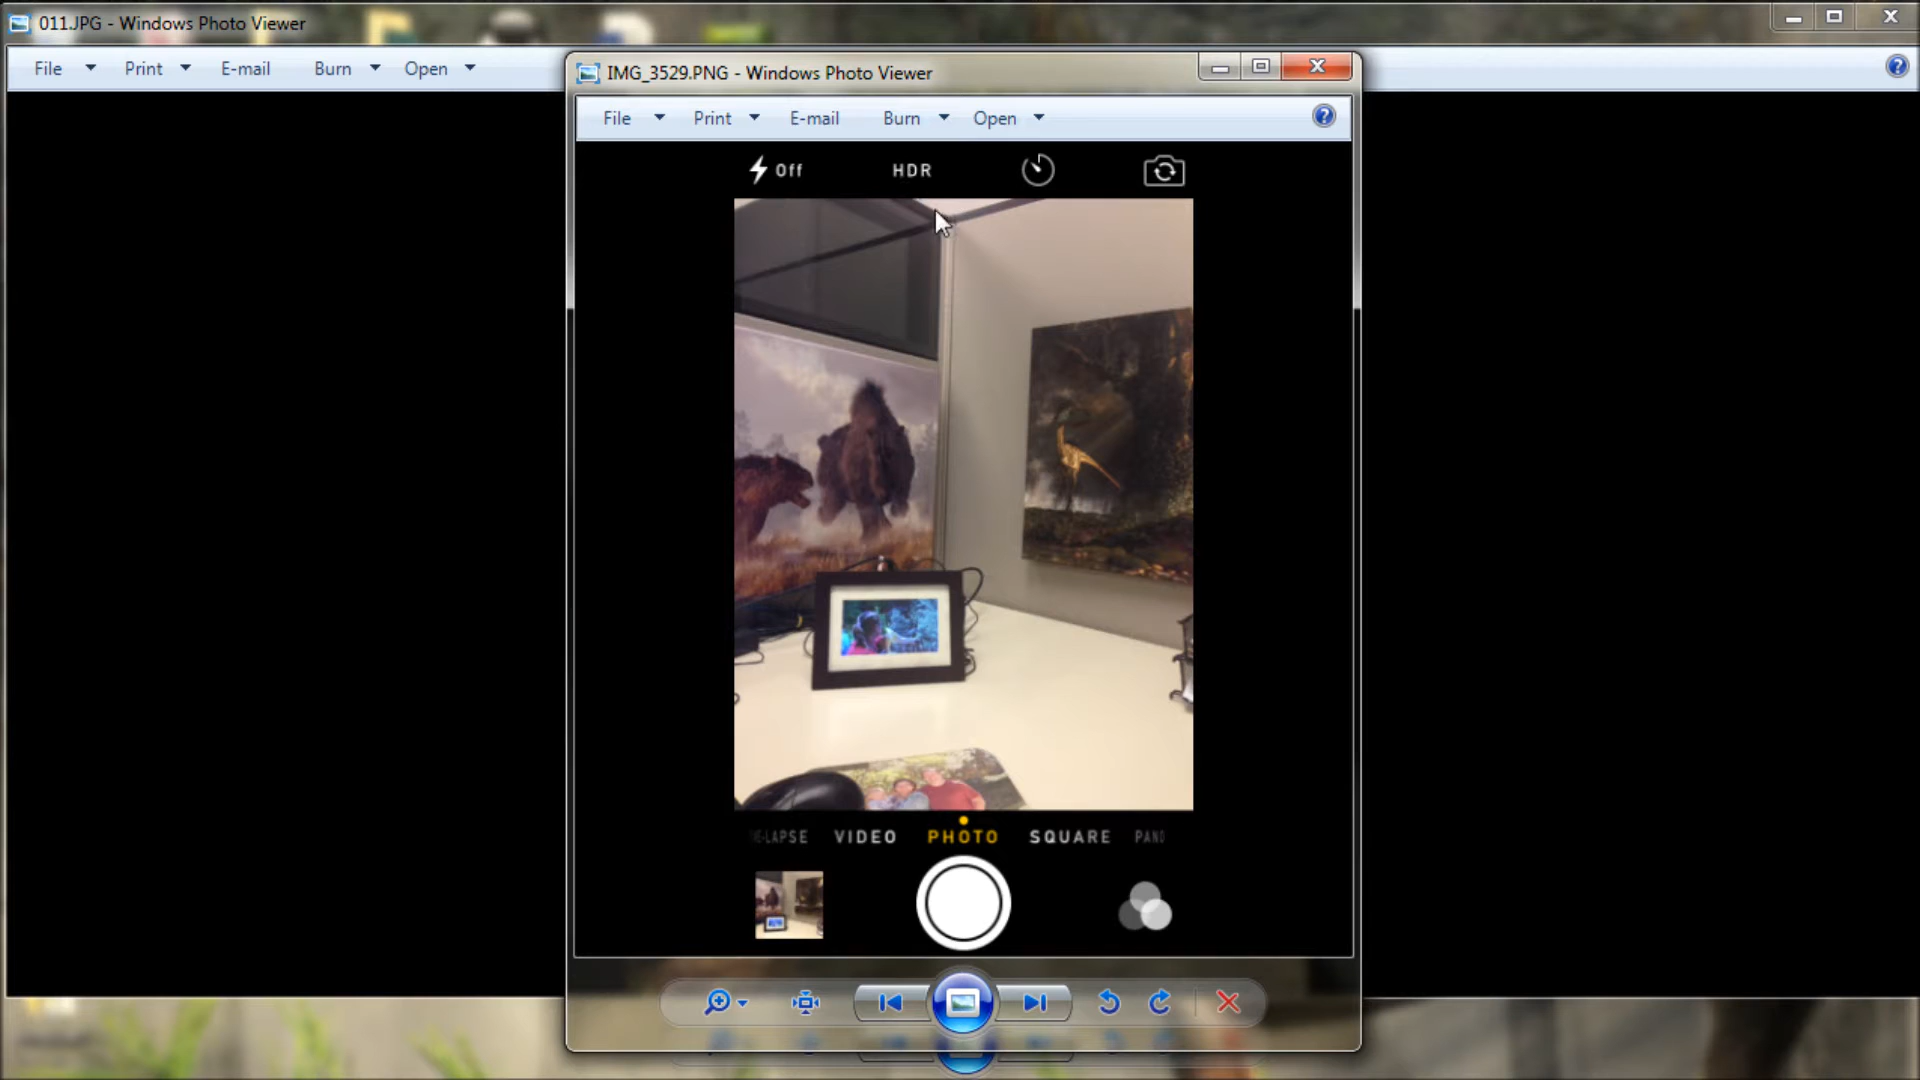 011.JPG - Windows Photo Viewer
File Print E-mail Burn Open
IMG_3529.PNG - Windows Photo Viewer
File Print E-mail Burn Open
Off HDR
VIDEO PHOTO SQUARE PANO